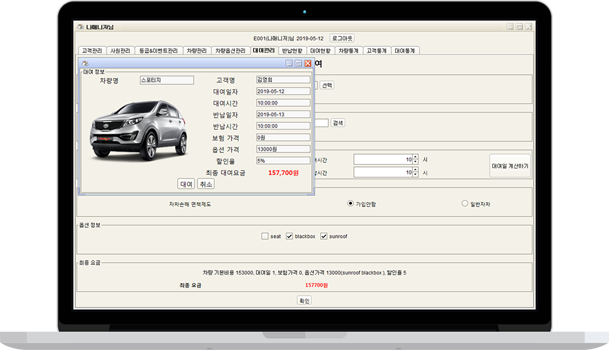 나매니저님
E001(나매니저)님 2019-05-12 로그아웃
고객관리 사원관리 등급&이벤트관리 차량관리 차량옵션관리 대여관리 반납현황 대여현황 차량통계 고객통계 대여통계
여
대여 정보
차량명 스포티지
고객명 김영희
대여일자 2019-05-12
대여시간 10:00:00
반납일자 2019-05-13
반납시간 10:00:00
보험 가격 0원
옵션 가격 13000원
할인율 5%
최종 대여요금 157,700원
대여 취소
선택
검색
시간 10 시
시간 10 시
대여일 계산하기
자차손해 면책제도 가입안함 일반자차
옵션 정보
seat blackbox sunroof
최종 요금
차량 기본비용 153000, 대여일 1, 보험가격 0, 옵션가격 13000(sunroof blackbox ), 할인율 5
최종 요금 157700원
확인